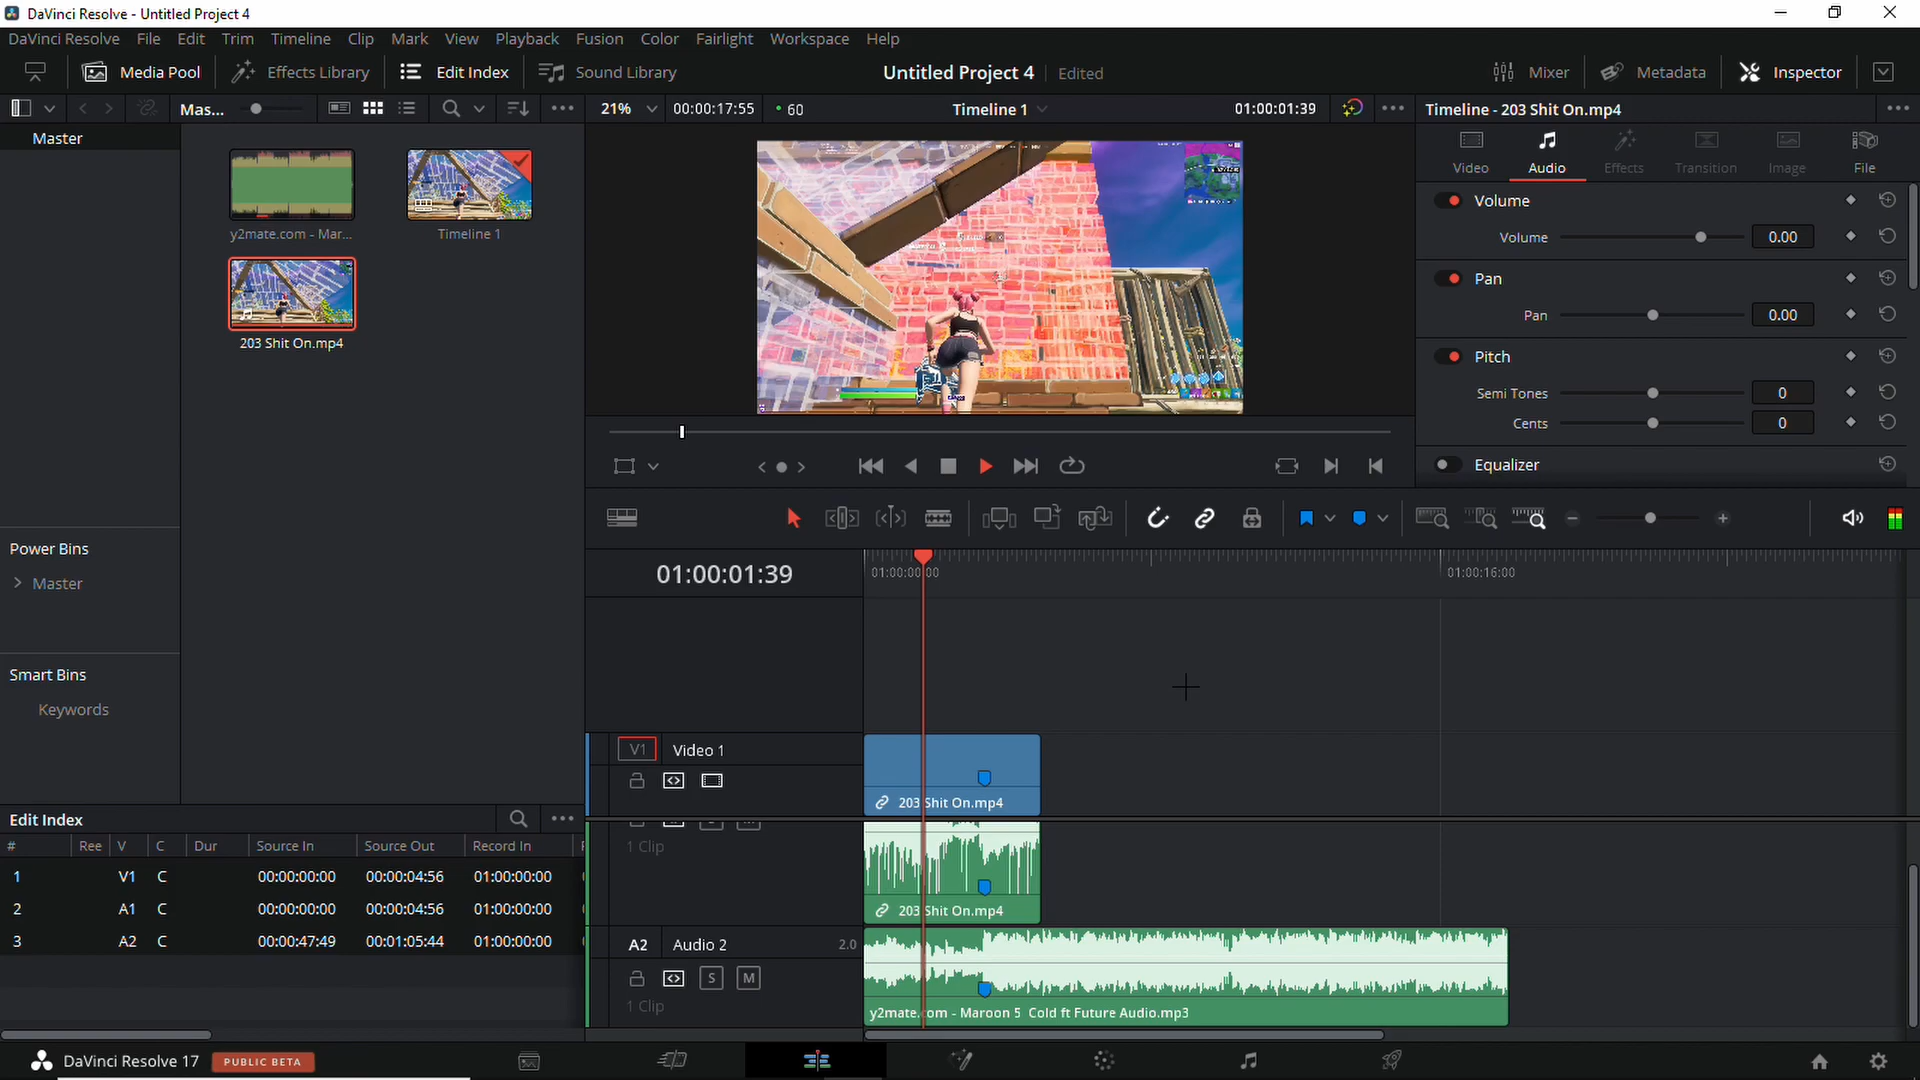 DaVinci Resolve - Untitled Project 4
DaVinci Resolve File Edit Trim Timeline Clip Mark View Playback Fusion Color Fairlight Workspace Help
Media Pool Effects Library Edit Index Sound Library Untitled Project 4 Edited Mixer Metadata Inspector
Mas... 21% 00:00:17:55 60 Timeline 1 01:00:01:39 Timeline - 203 Shit On.mp4
Master
Video Audio Effects Transition Image File
y2mate.com - Mar...
Timeline 1
203 Shit On.mp4
Volume
Volume 0.00
Pan
Pan 0.00
Pitch
Semi Tones 0
Cents 0
Equalizer
Power Bins
Master
Smart Bins
Keywords
01:00:01:39
01:00:00:00
01:00:16:00
V1 Video 1
203 Shit On.mp4
1 Clip
203 Shit On.mp4
A2 Audio 2 2.0
S M
1 Clip
y2mate.com - Maroon 5 Cold ft Future Audio.mp3
Edit Index
# Ree V C Dur Source In Source Out Record In
1 V1 C 00:00:00:00 00:00:04:56 01:00:00:00
2 A1 C 00:00:00:00 00:00:04:56 01:00:00:00
3 A2 C 00:00:47:49 00:01:05:44 01:00:00:00
DaVinci Resolve 17 PUBLIC BETA